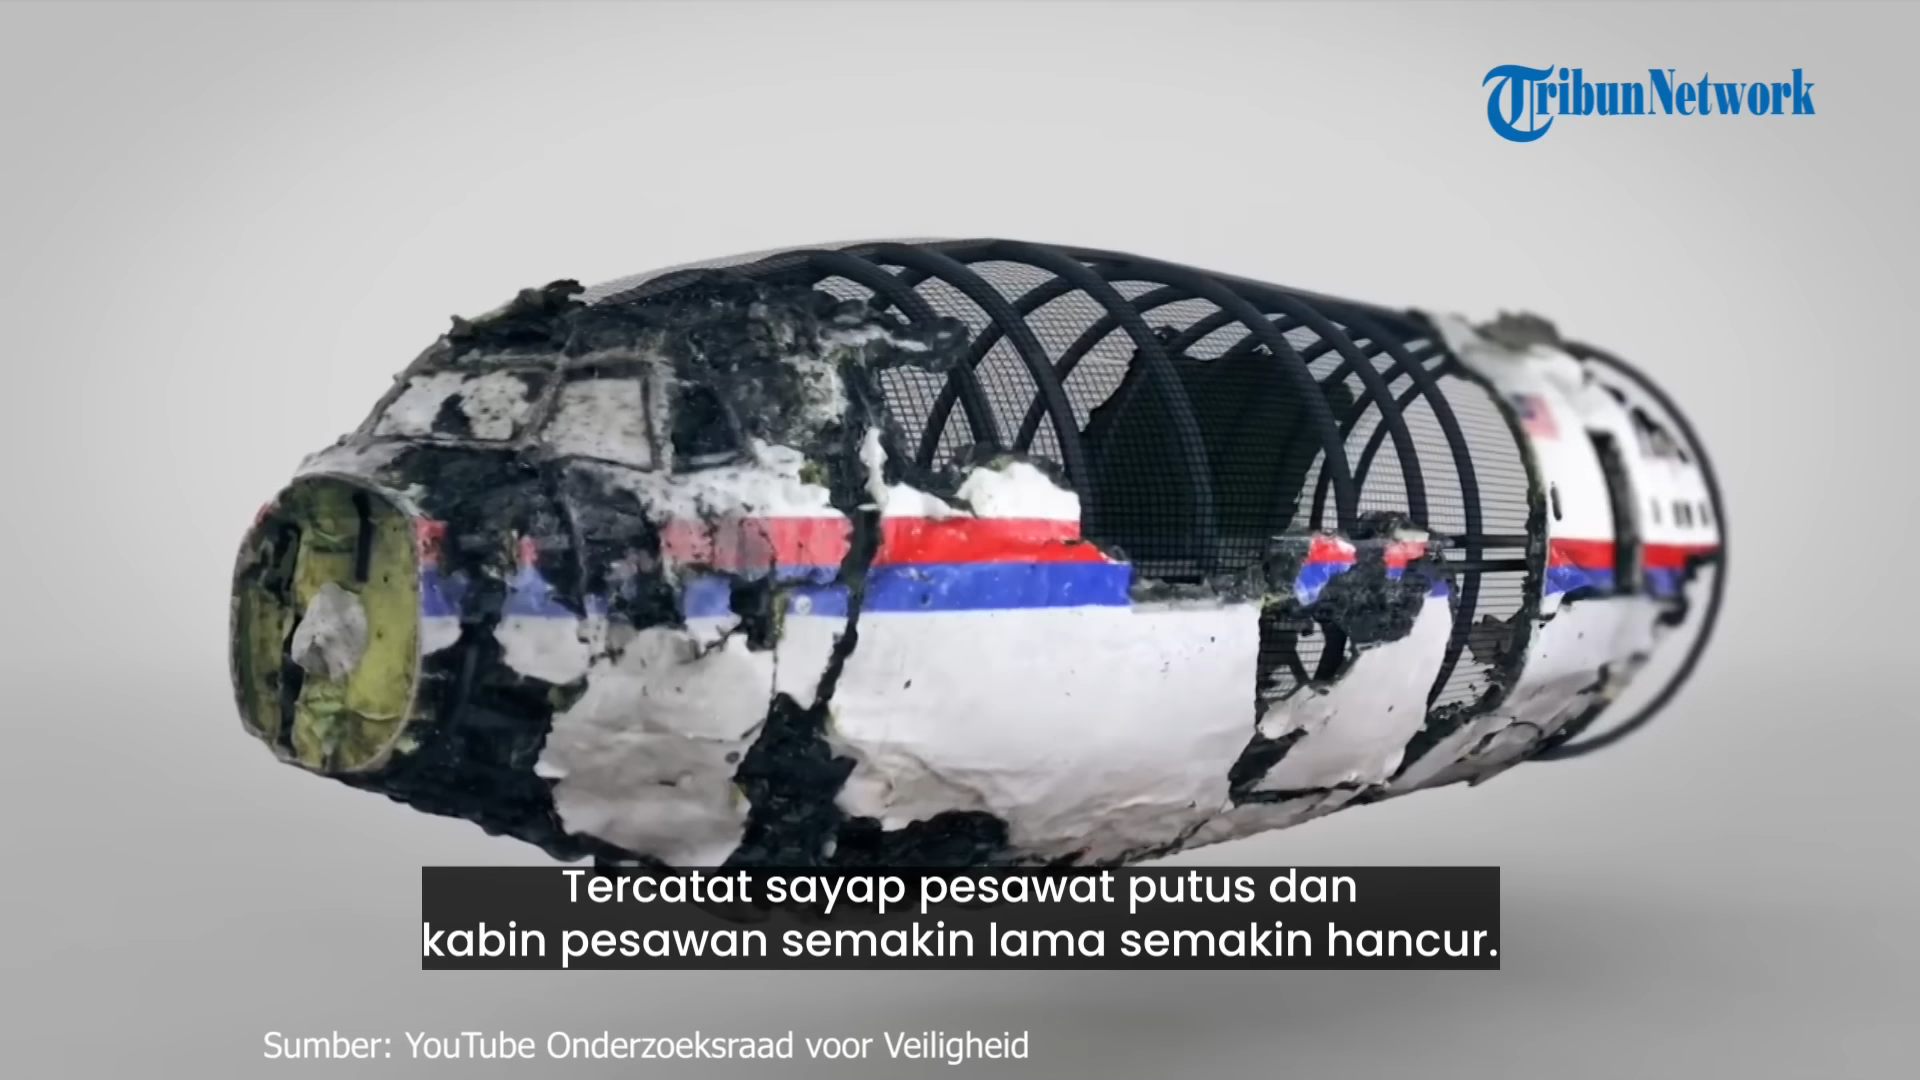 TribunNetwork
Tercatat sayap pesawat putus dan
kabin pesawan semakin lama semakin hancur.
Sumber: YouTube Onderzoeksraad voor Veiligheid